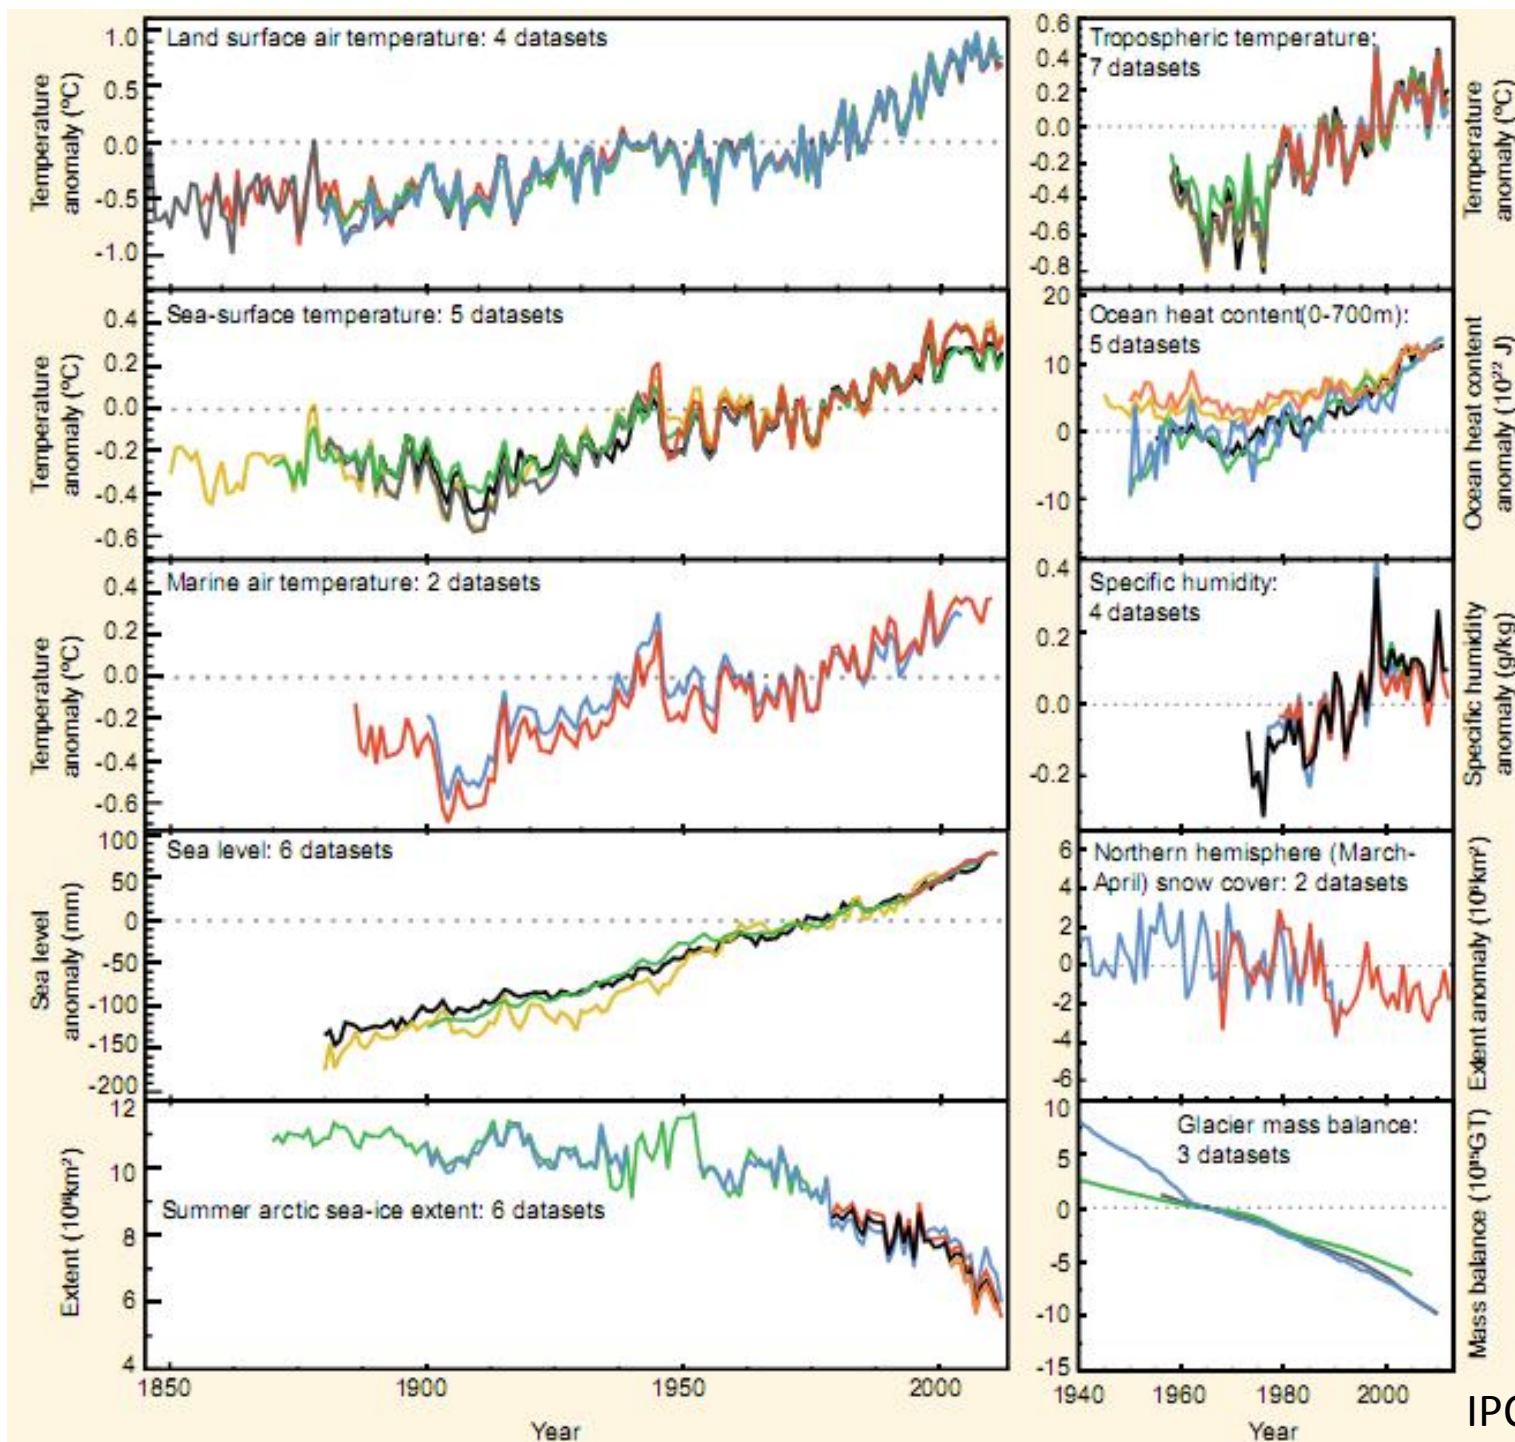 Land surface air temperature: 4 datasets
Temperature
anomaly (ºC)
1.0
0.5
0.0
-0.5
-1.0
Tropospheric temperature:
7 datasets
0.6
0.4
0.2
0.0
-0.2
-0.4
-0.6
-0.8
Temperature
anomaly (ºC)
Sea-surface temperature: 5 datasets
Temperature
anomaly (ºC)
0.4
0.2
0.0
-0.2
-0.4
-0.6
Ocean heat content(0-700m):
5 datasets
20
10
0
-10
Ocean heat content
anomaly (10²² J)
Marine air temperature: 2 datasets
Temperature
anomaly (ºC)
0.4
0.2
0.0
-0.2
-0.4
-0.6
Specific humidity:
4 datasets
0.4
0.2
0.0
-0.2
Specific humidity
anomaly (g/kg)
Sea level: 6 datasets
Sea level
anomaly (mm)
100
50
0
-50
-100
-150
-200
Northern hemisphere (March-
April) snow cover: 2 datasets
6
4
2
0
-2
-4
-6
Extent anomaly (10⁶km²)
Summer arctic sea-ice extent: 6 datasets
Extent (10⁶km²)
12
10
8
6
4
Glacier mass balance:
3 datasets
10
5
0
-5
-10
-15
Mass balance (10¹⁵GT)
1850 1900 1950 2000
Year
1940 1960 1980 2000
Year